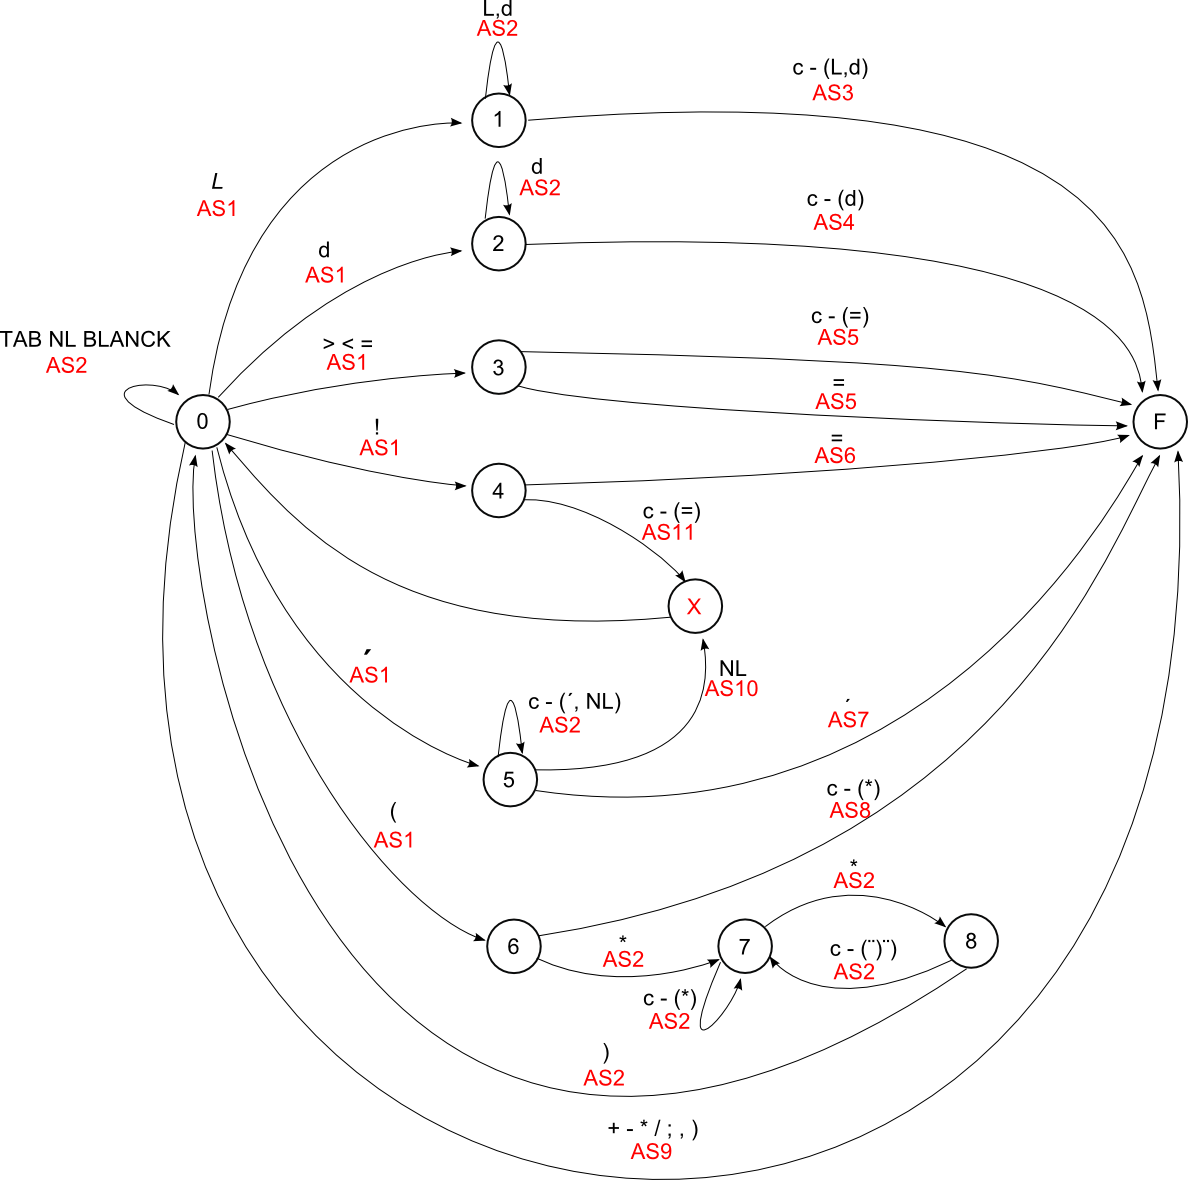 L,d
AS2
c - (L,d)
AS3
1
L
AS1
d
AS2
c - (d)
AS4
2
d
AS1
TAB NL BLANCK
AS2
> < =
AS1
3
c - (=)
AS5
=
AS5
0
F
!
AS1
=
AS6
4
c - (=)
AS11
X
´
AS1
NL
AS10
c - (´, NL)
AS2
´
AS7
5
(
AS1
c - (*)
AS8
*
AS2
6
*
AS2
7
8
c - (¨)¨)
AS2
c - (*)
AS2
)
AS2
+ - * / ; , )
AS9